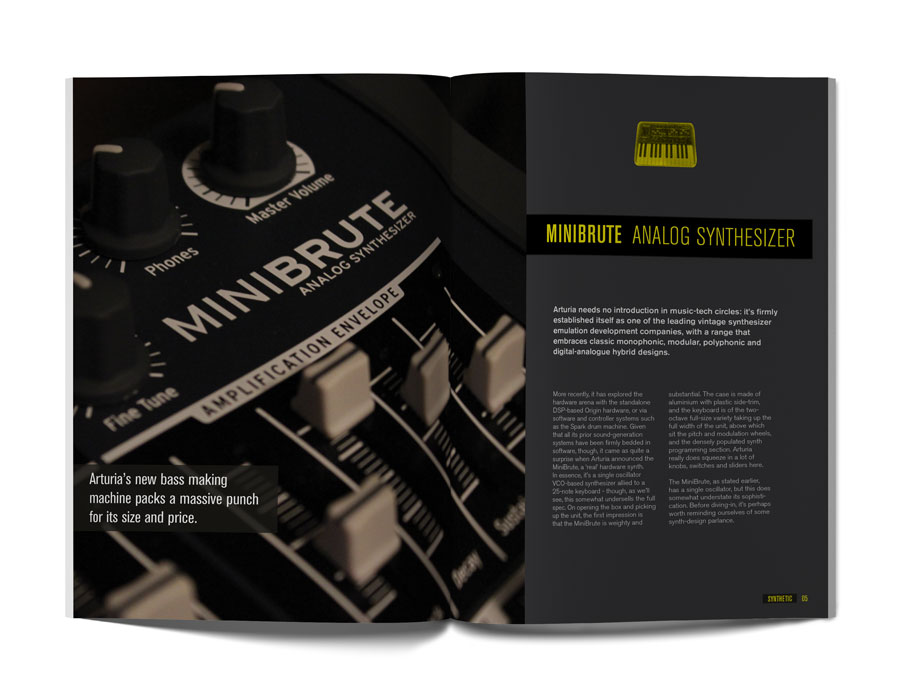 Master Volume
Phones
MINIBRUTE
ANALOG SYNTHESIZER
AMPLIFICATION ENVELOPE
Fine Tune
Decay
Arturia's new bass making
machine packs a massive punch
for its size and price.
MINIBRUTE ANALOG SYNTHESIZER
Arturia needs no introduction in music-tech circles: it's firmly
established itself as one of the leading vintage synthesizer
emulation development companies, with a range that
embraces classic monophonic, modular, polyphonic and
digital-analogue hybrid designs.
More recently, it has explored the
hardware arena with the standalone
DSP-based Origin hardware, or via
software and controller systems such
as the Spark drum machine. Given
that all its prior sound-generation
systems have been firmly bedded in
software, though, it came as quite a
surprise when Arturia announced the
MiniBrute, a 'real' hardware synth.
In essence, it's a single oscillator
VCO-based synthesizer allied to a
25-note keyboard - though, as we'll
see, this somewhat undersells the full
spec. On opening the box and picking
up the unit, the first impression is
that the MiniBrute is weighty and
substantial. The case is made of
aluminium with plastic side-trim,
and the keyboard is of the two-
octave full-size variety taking up the
full width of the unit, above which
sit the pitch and modulation wheels,
and the densely populated synth
programming section. Arturia
really does squeeze in a lot of
knobs, switches and sliders here.
The MiniBrute, as stated earlier,
has a single oscillator, but this does
somewhat understate its sophisti-
cation. Before diving-in, it's perhaps
worth reminding ourselves of some
synth-design parlance.
SYNTHETIC 05